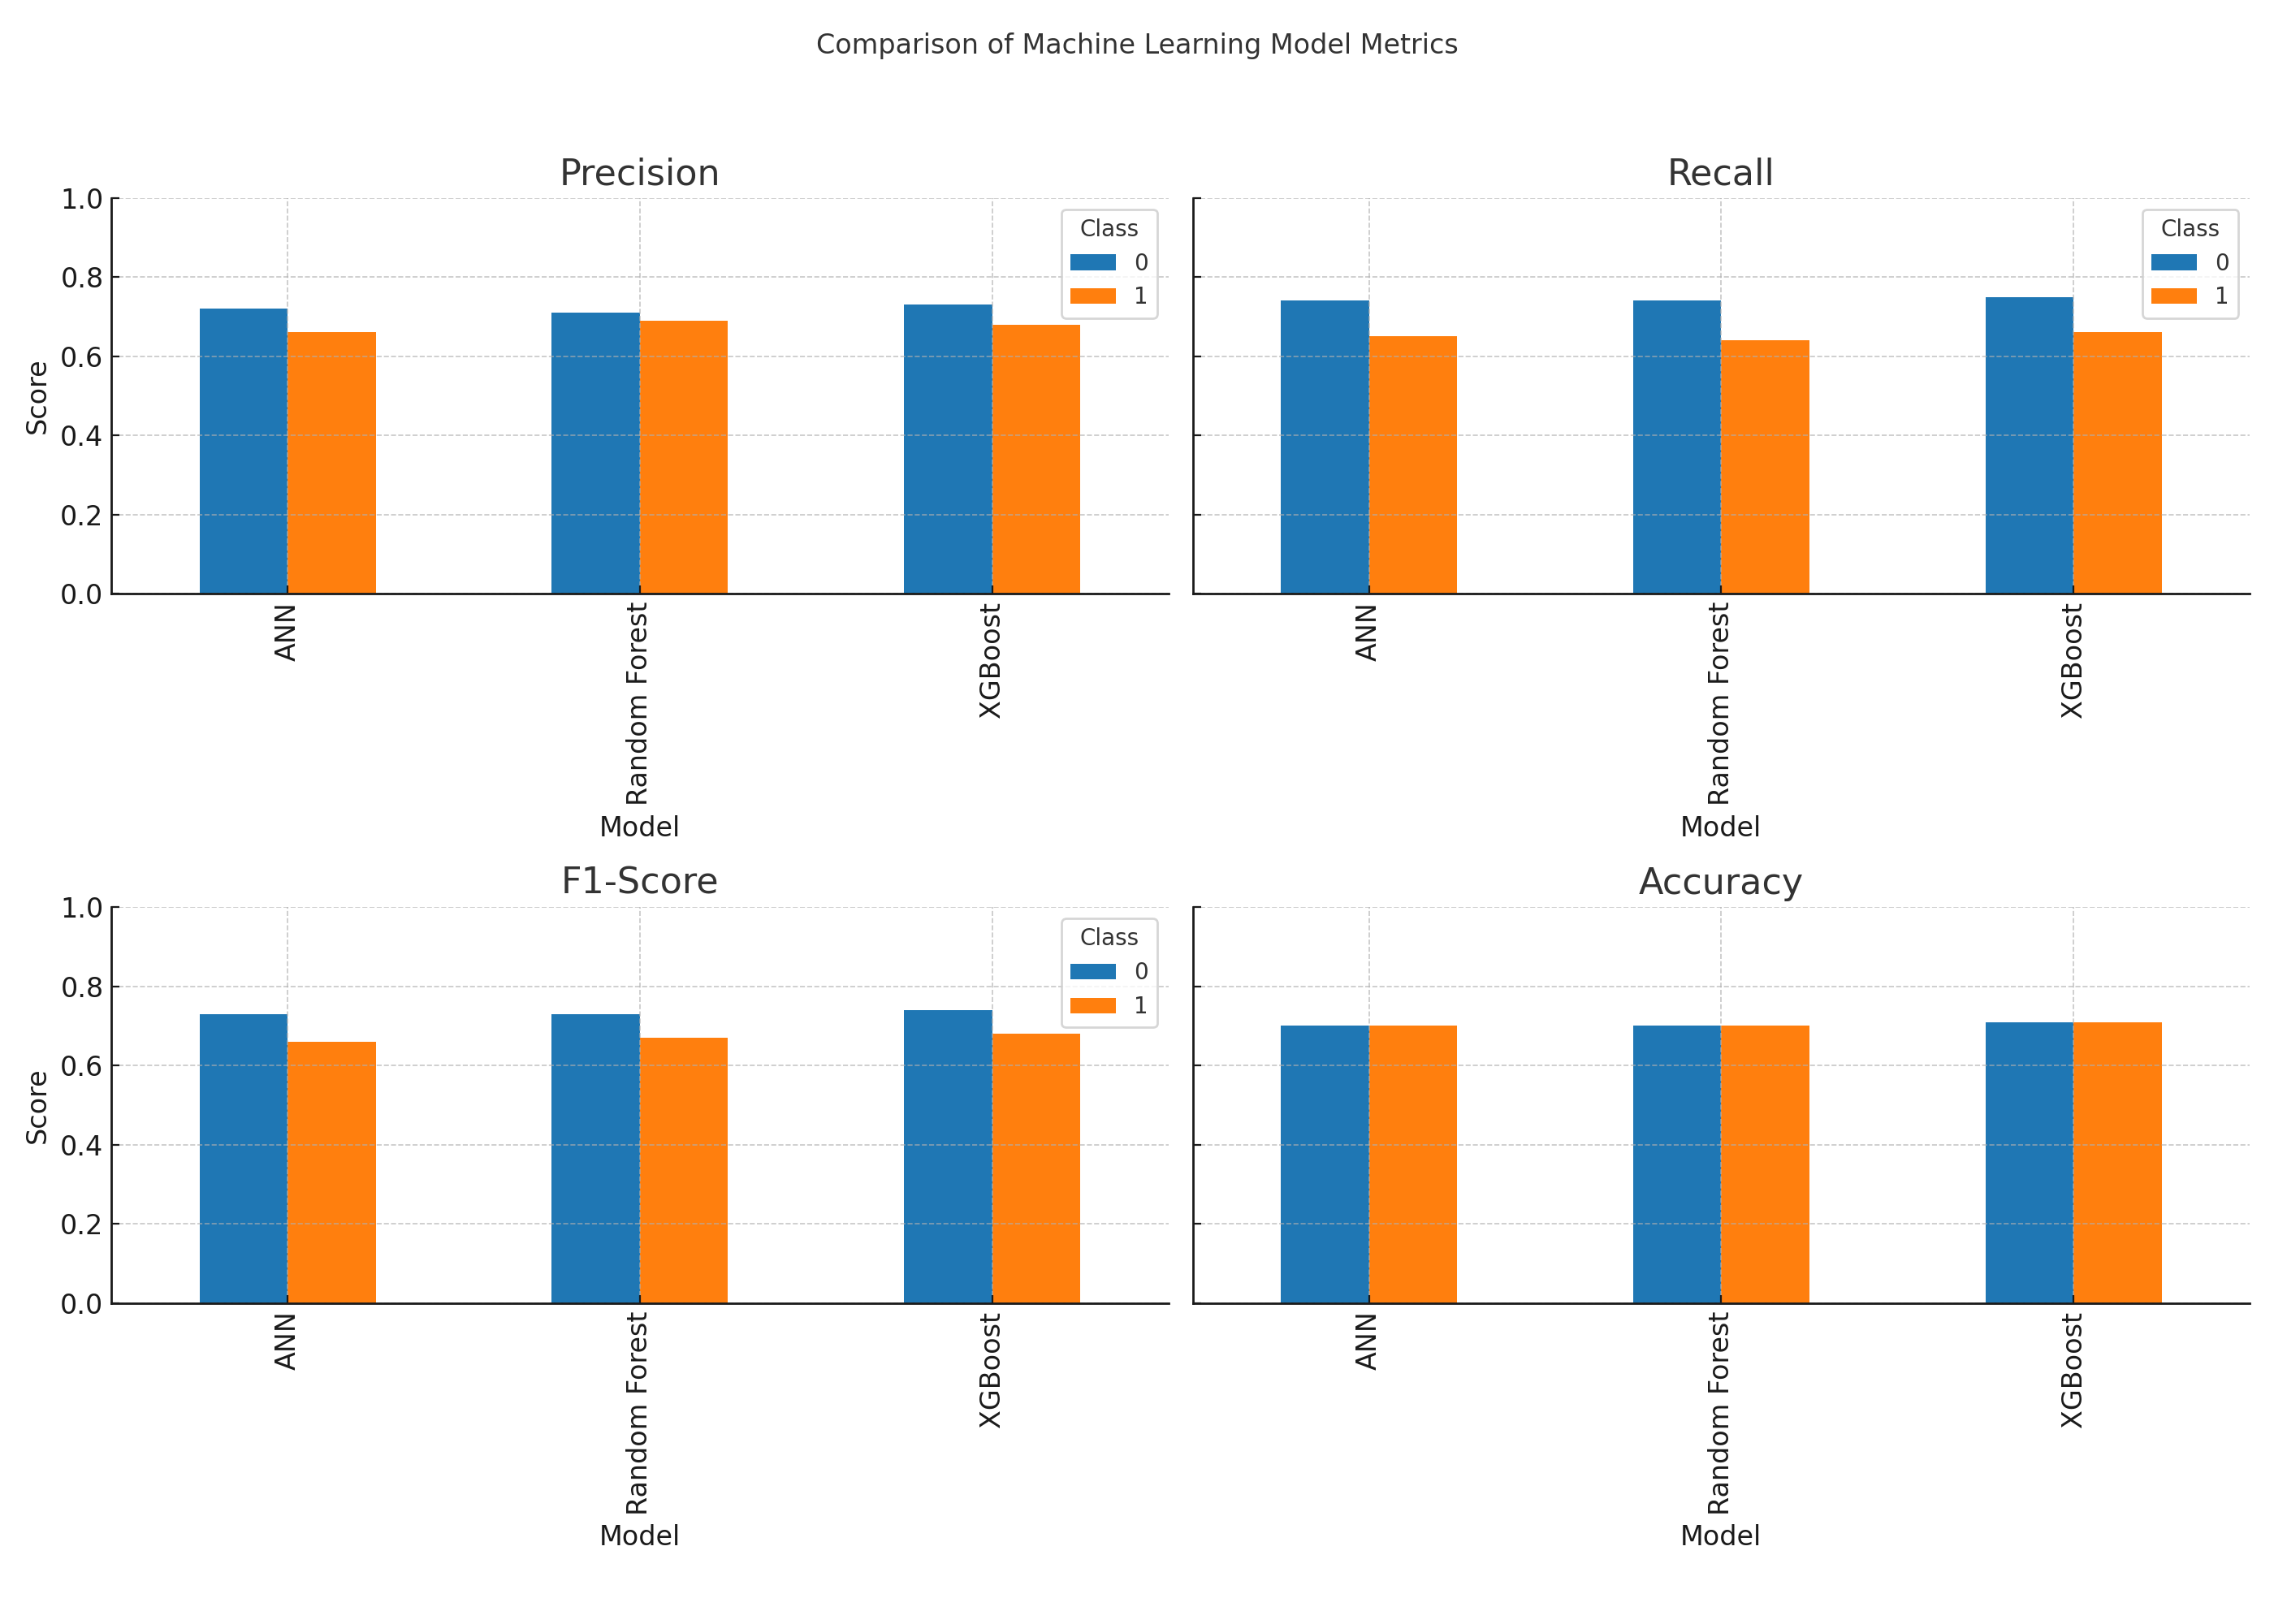 Comparison of Machine Learning Model Metrics
Precision
1.0
0.8
0.6
0.4
0.2
0.0
Score
Class
0
1
ANN
Random Forest
XGBoost
Model
Recall
Class
0
1
ANN
Random Forest
XGBoost
Model
F1-Score
1.0
0.8
0.6
0.4
0.2
0.0
Score
Class
0
1
ANN
Random Forest
XGBoost
Model
Accuracy
ANN
Random Forest
XGBoost
Model